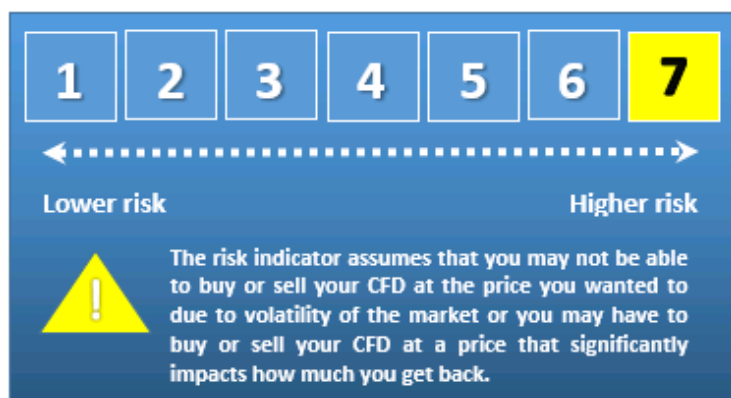 1 2 3 4 5 6 7
Lower risk Higher risk
The risk indicator assumes that you may not be able
to buy or sell your CFD at the price you wanted to
due to volatility of the market or you may have to
buy or sell your CFD at a price that significantly
impacts how much you get back.
!